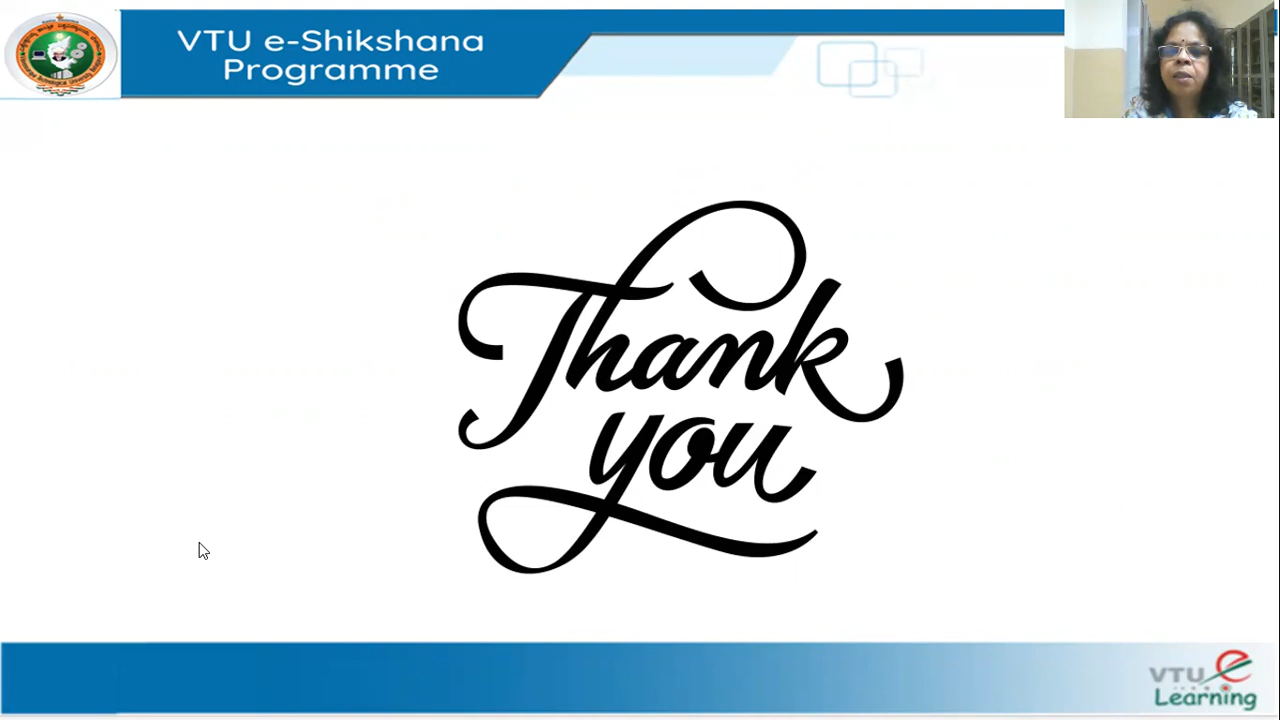 VTU e-Shikshana
Programme
Thank
you
VTU e
Learning